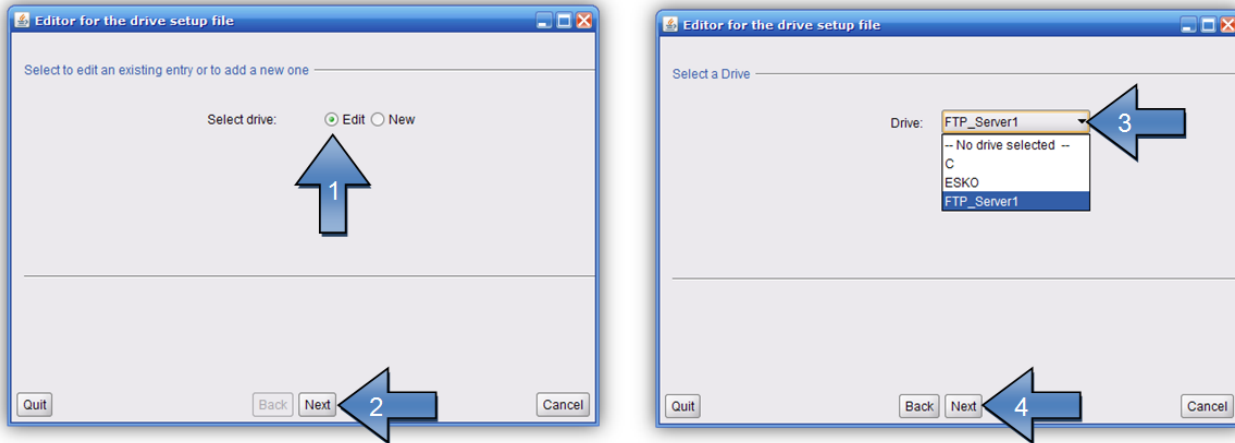 Editor for the drive setup file
Select to edit an existing entry or to add a new one
Select drive: Edit New
1
Quit Back Next 2 Cancel
Editor for the drive setup file
Select a Drive
Drive: FTP_Server1 3
-- No drive selected --
C
ESKO
FTP_Server1
Quit Back Next 4 Cancel